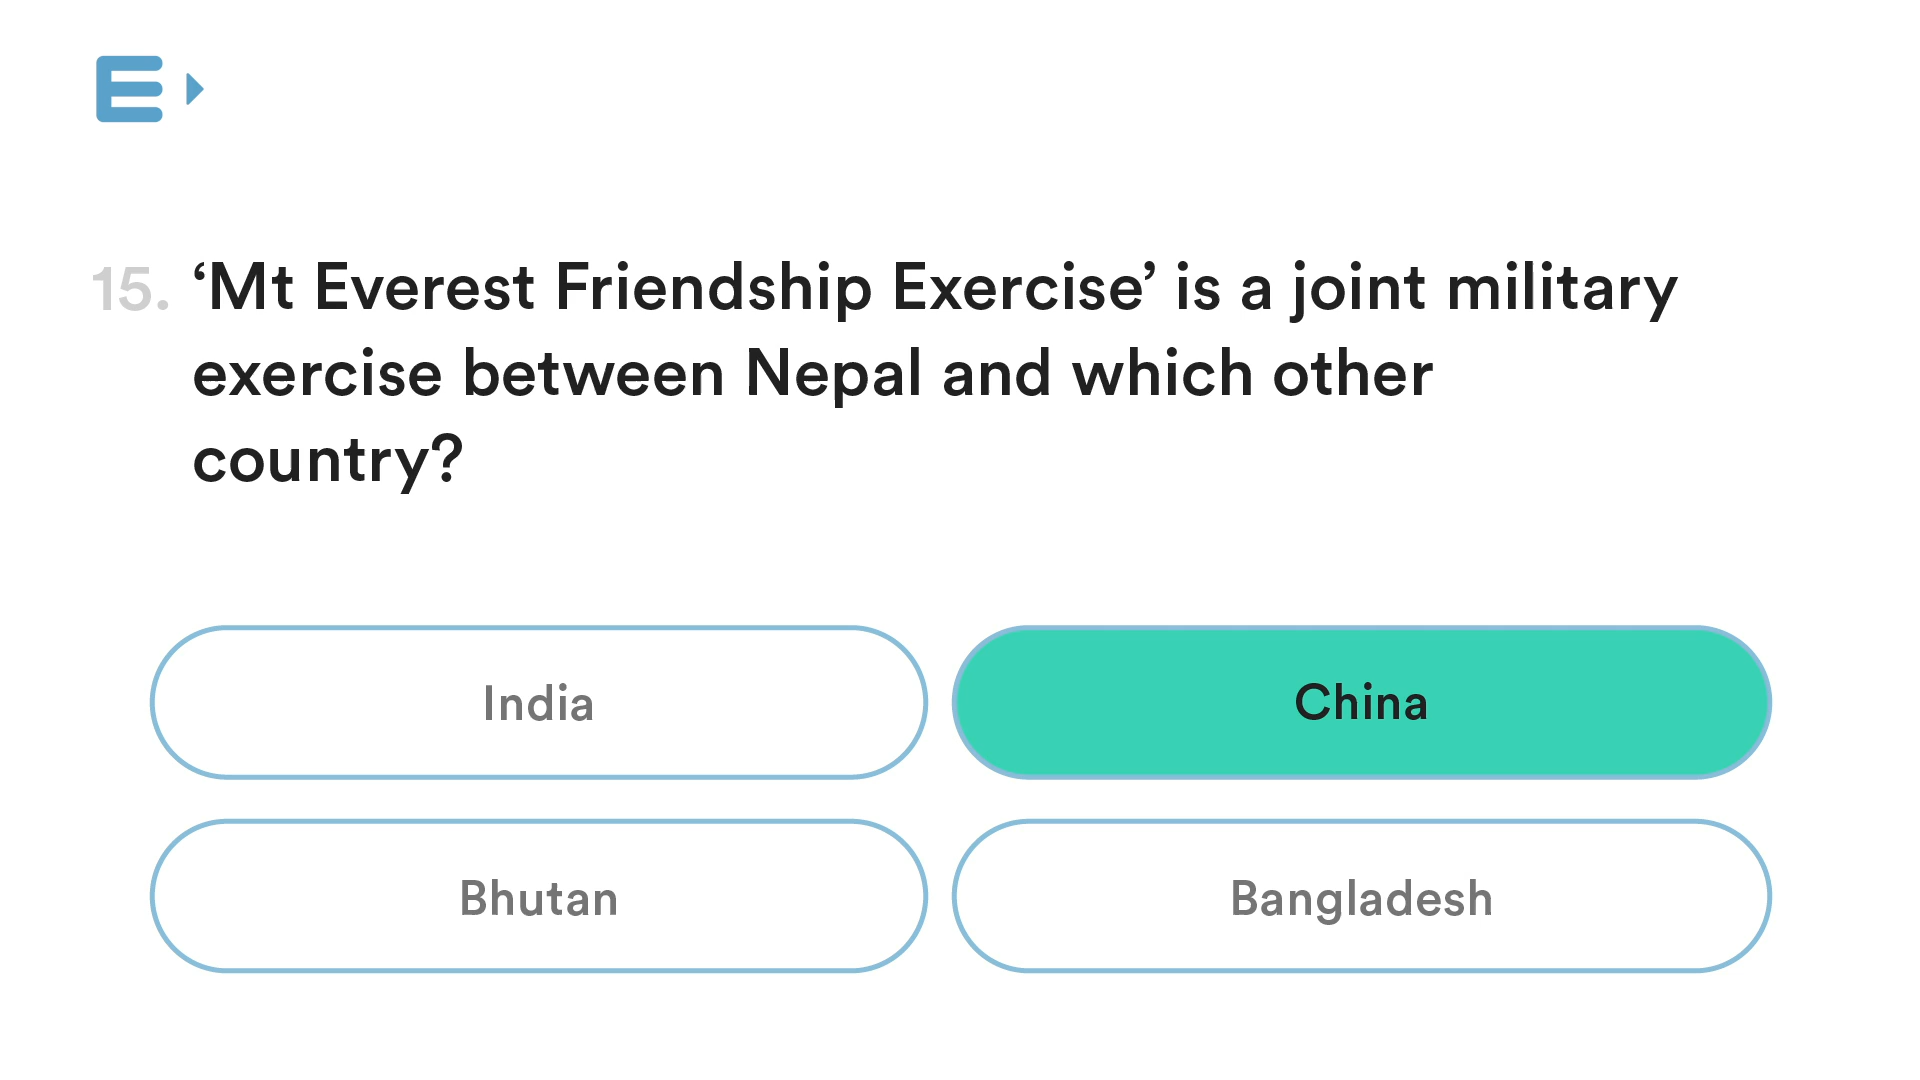 E
15. ‘Mt Everest Friendship Exercise’ is a joint military
exercise between Nepal and which other
country?
India
China
Bhutan
Bangladesh